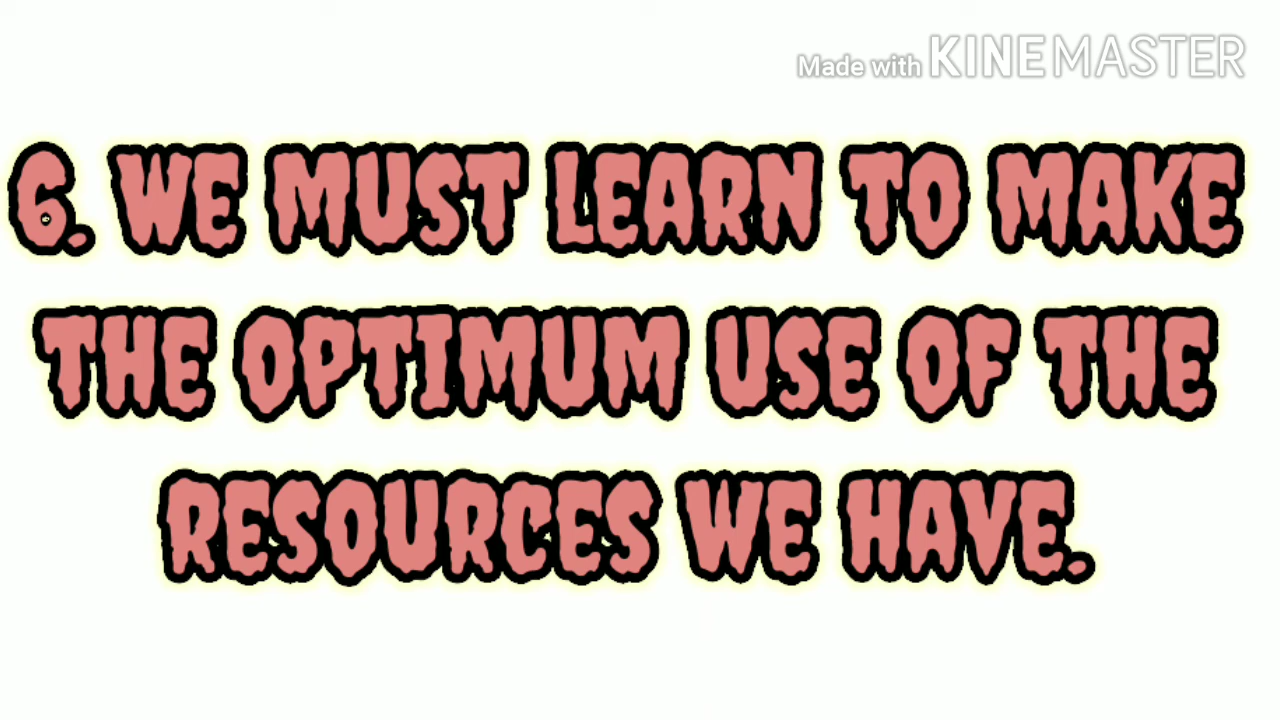 Made with KINEMASTER
6. WE MUST LEARN TO MAKE
THE OPTIMUM USE OF THE
RESOURCES WE HAVE.